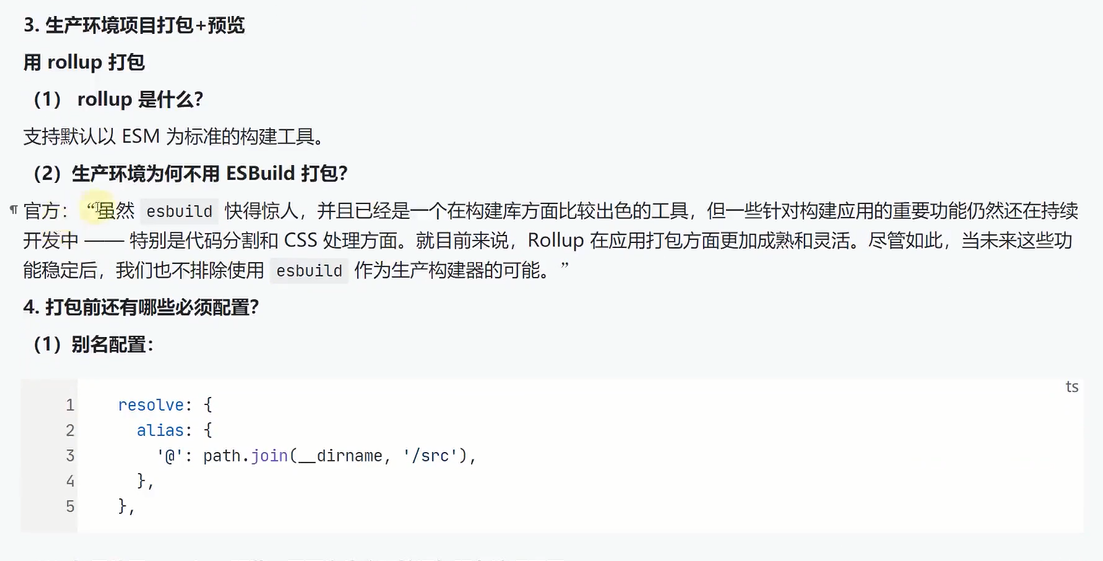 3. 生产环境项目打包+预览
用 rollup 打包
（1） rollup 是什么？
支持默认以 ESM 为标准的构建工具。
（2）生产环境为何不用 ESBuild 打包？
官方：“虽然 esbuild 快得惊人，并且已经是一个在构建库方面比较出色的工具，但一些针对构建应用的重要功能仍然还在持续
开发中 —— 特别是代码分割和 CSS 处理方面。就目前来说，Rollup 在应用打包方面更加成熟和灵活。尽管如此，当未来这些功
能稳定后，我们也不排除使用 esbuild 作为生产构建器的可能。”
4. 打包前还有哪些必须配置？
（1）别名配置：
ts
1 resolve: {
2 alias: {
3 '@': path.join(__dirname, '/src'),
4 },
5 },